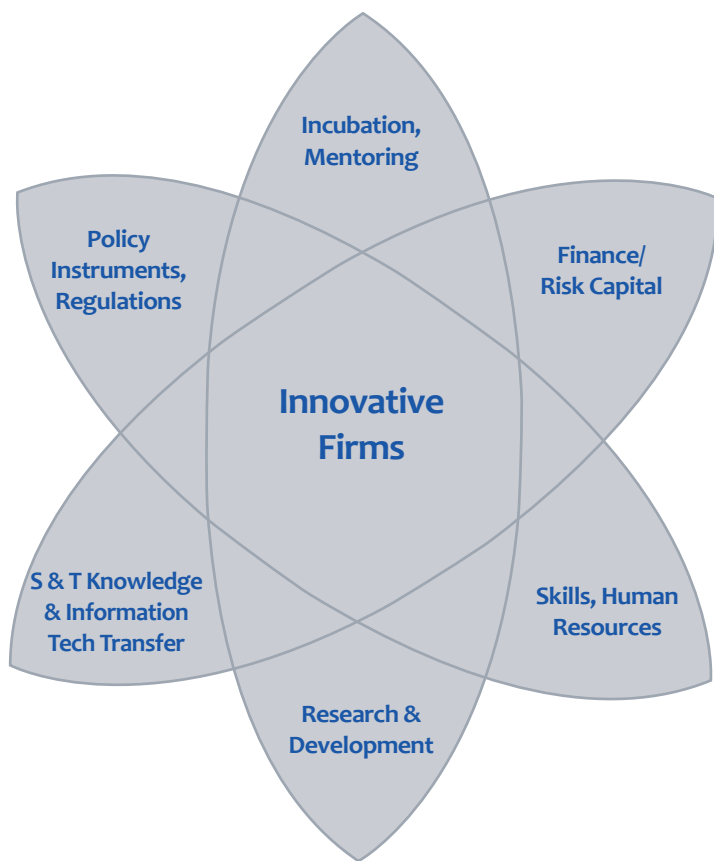 Incubation,
Mentoring
Policy
Instruments,
Regulations
Finance/
Risk Capital
Innovative
Firms
S & T Knowledge
& Information
Tech Transfer
Skills, Human
Resources
Research &
Development